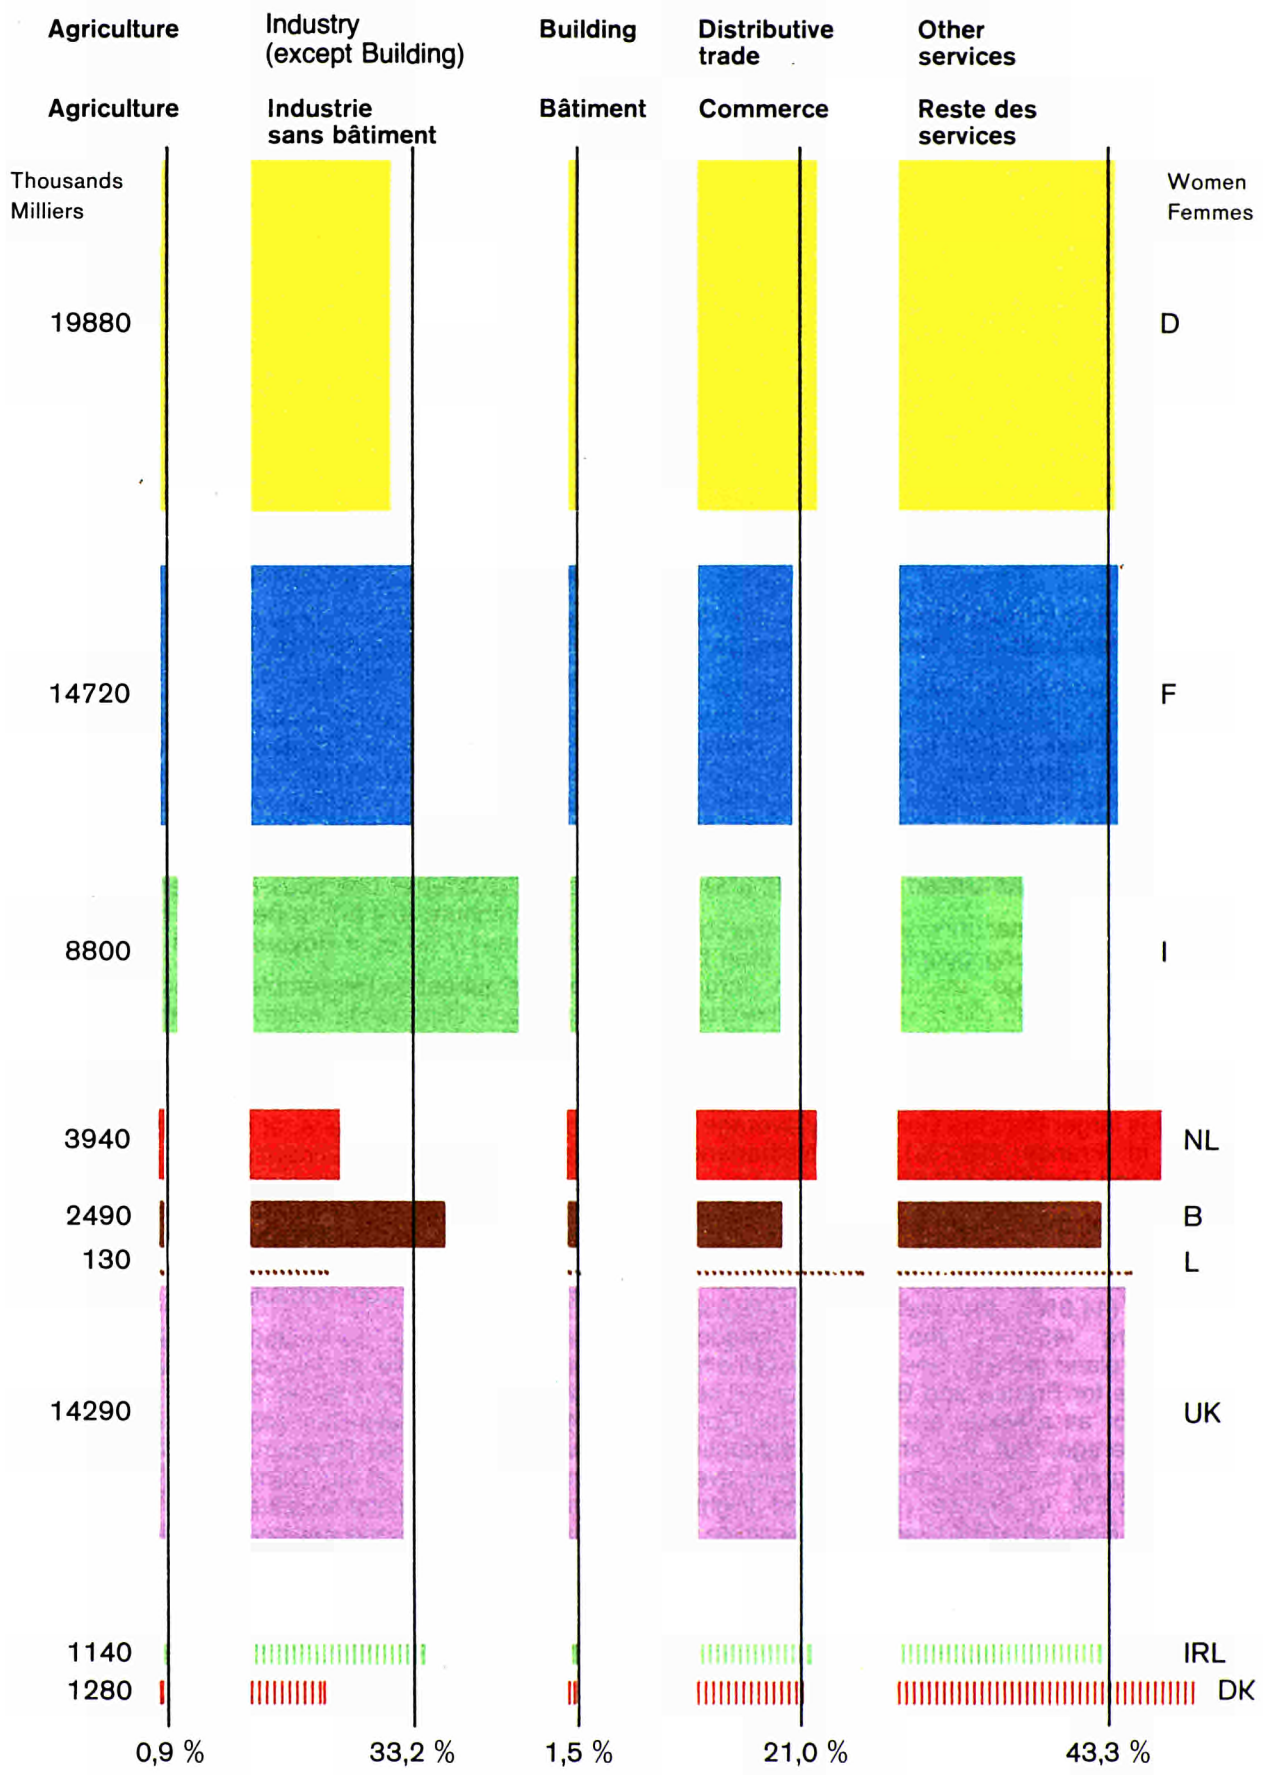 Agriculture
Industry
(except Building)
Building
Distributive
trade
Other
services
Agriculture
Industrie
sans bâtiment
Bâtiment
Commerce
Reste des
services
Thousands
Milliers
Women
Femmes
19880
D
14720
F
8800
I
3940
NL
2490
B
130
L
14290
UK
1140
IRL
1280
DK
0,9 %
33,2 %
1,5 %
21,0 %
43,3 %